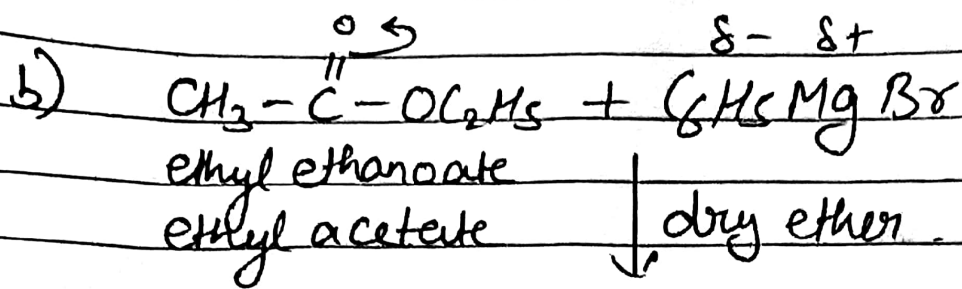 O δ- δ+
b) CH3-C-OC2H5 + C6H5MgBr
ethyl ethanoate
ethyl acetate dry ether.